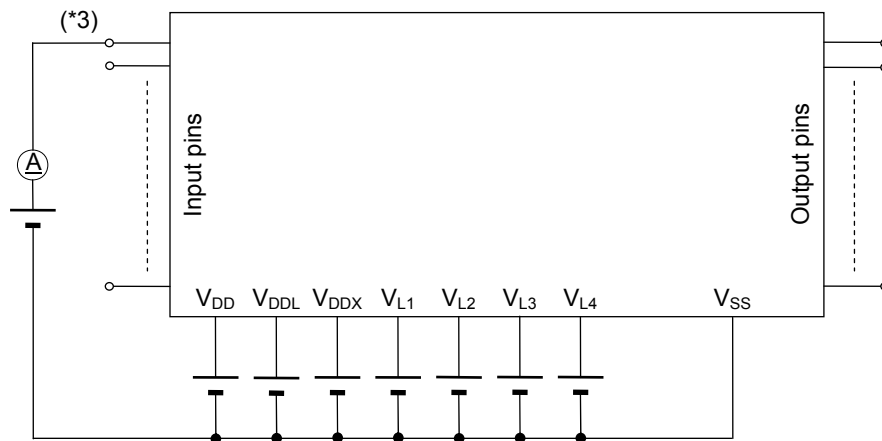 (*3)
A
Input pins
Output pins
VDD VDDL VDDX VL1 VL2 VL3 VL4 VSS